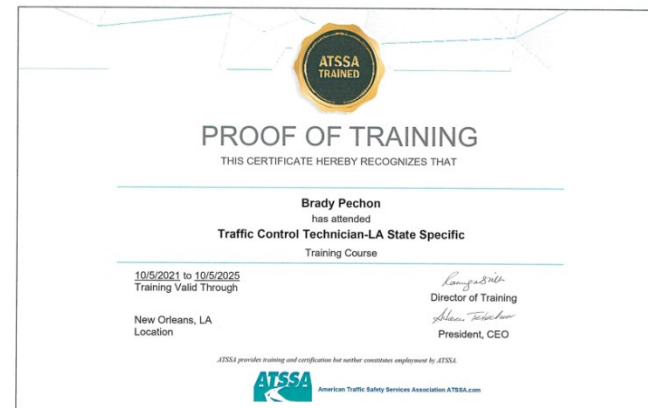 ATSSA
TRAINED
PROOF OF TRAINING
THIS CERTIFICATE HEREBY RECOGNIZES THAT
Brady Pechon
has attended
Traffic Control Technician-LA State Specific
Training Course
10/5/2021 to 10/5/2025
Training Valid Through
Director of Training
New Orleans, LA
Location
President, CEO
ATSSA provides training and certification but neither constitutes employment by ATSSA.
ATSSA
American Traffic Safety Services Association ATSSA.com